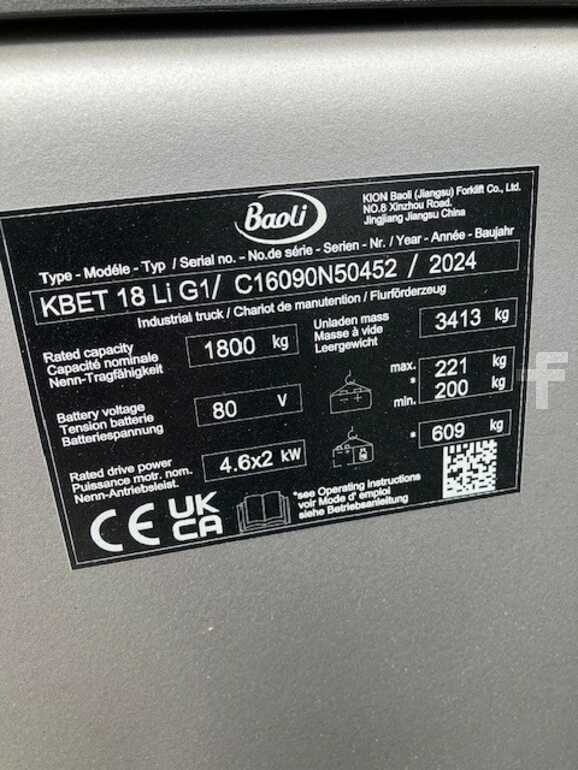 Baoli
KION Baoli (Jiangsu) Forklift Co., Ltd.
NO.8 Xinzhou Road.
Jingjiang Jiangsu China
Type - Modéle - Typ / Serial no. - No.de série - Serien - Nr. / Year - Année - Baujahr
KBET 18 Li G1/ C16090N50452 / 2024
Industrial truck / Chariot de manutention / Flurförderzeug
Rated capacity
Capacité nominale
Nenn-Tragfähigkeit
1800 kg
Unladen mass
Masse à vide
Leergewicht
3413 kg
Battery voltage
Tension batterie
Batteriespannung
80 V
max. 221 kg
*
min. 200 kg
Rated drive power
Puissance motr. nom.
Nenn-Antriebsleist.
4.6x2 kW
* 609 kg
CE UK
CA
*see Operating instructions
voir Mode d' emploi
siehe Betriebsanleitung
F